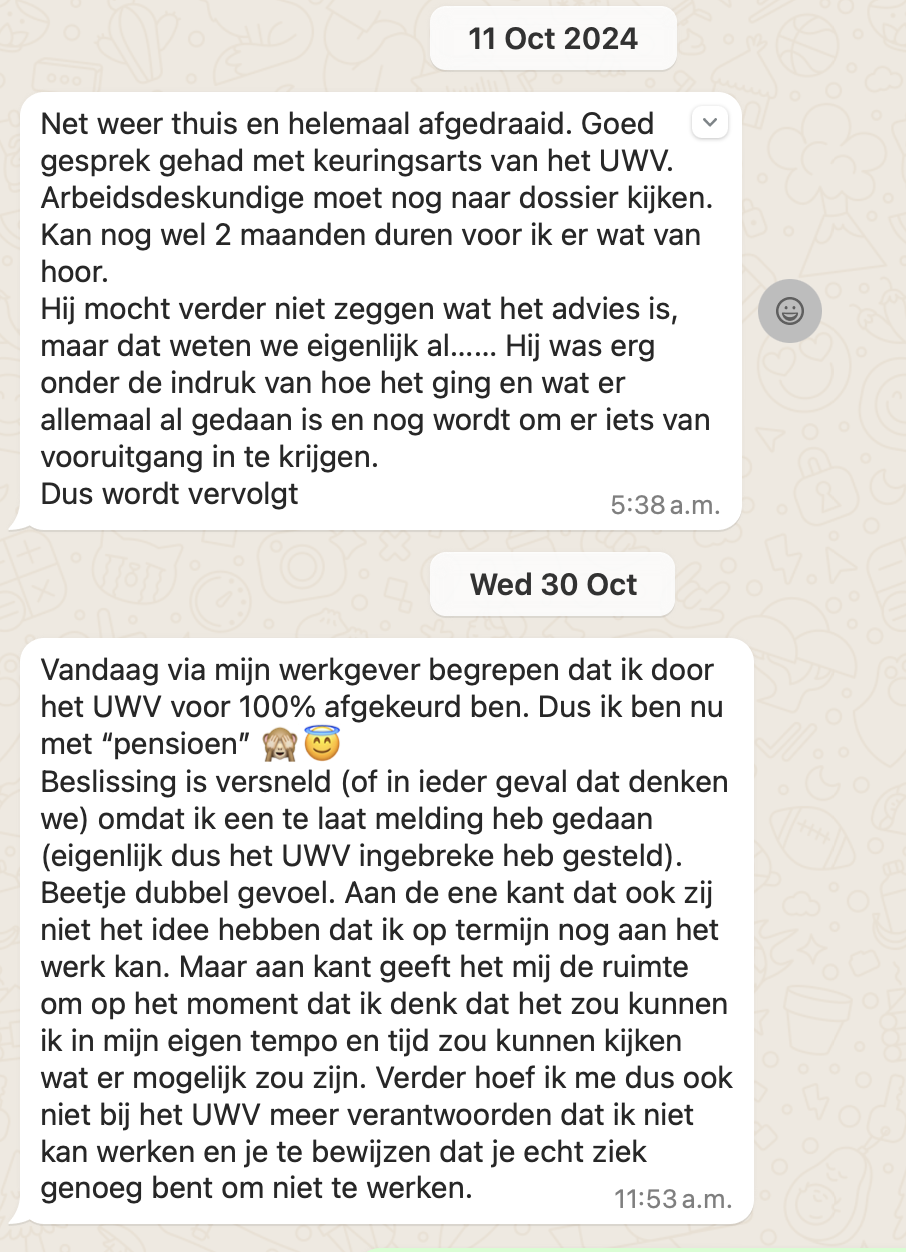 11 Oct 2024
Net weer thuis en helemaal afgedraaid. Goed
gesprek gehad met keuringsarts van het UWV.
Arbeidsdeskundige moet nog naar dossier kijken.
Kan nog wel 2 maanden duren voor ik er wat van
hoor.
Hij mocht verder niet zeggen wat het advies is,
maar dat weten we eigenlijk al...... Hij was erg
onder de indruk van hoe het ging en wat er
allemaal al gedaan is en nog wordt om er iets van
vooruitgang in te krijgen.
Dus wordt vervolgt
5:38 a.m.
Wed 30 Oct
Vandaag via mijn werkgever begrepen dat ik door
het UWV voor 100% afgekeurd ben. Dus ik ben nu
met “pensioen” 🙈😇
Beslissing is versneld (of in ieder geval dat denken
we) omdat ik een te laat melding heb gedaan
(eigenlijk dus het UWV ingebreke heb gesteld).
Beetje dubbel gevoel. Aan de ene kant dat ook zij
niet het idee hebben dat ik op termijn nog aan het
werk kan. Maar aan kant geeft het mij de ruimte
om op het moment dat ik denk dat het zou kunnen
ik in mijn eigen tempo en tijd zou kunnen kijken
wat er mogelijk zou zijn. Verder hoef ik me dus ook
niet bij het UWV meer verantwoorden dat ik niet
kan werken en je te bewijzen dat je echt ziek
genoeg bent om niet te werken.
11:53 a.m.